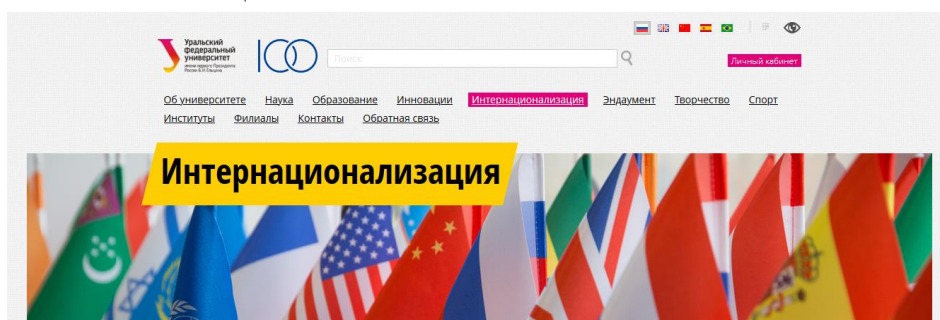 Уральский
федеральный
университет
имени первого Президента
России Б.Н.Ельцина
100
Поиск
Личный кабинет
Об университете Наука Образование Инновации Интернационализация Эндаумент Творчество Спорт
Институты Филиалы Контакты Обратная связь
Интернационализация